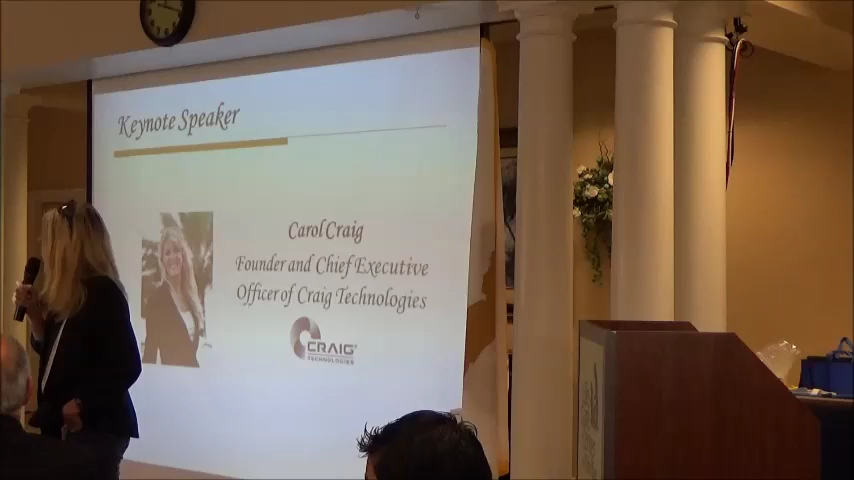 Keynote Speaker
Carol Craig
Founder and Chief Executive
Officer of Craig Technologies
CRAIG
TECHNOLOGIES